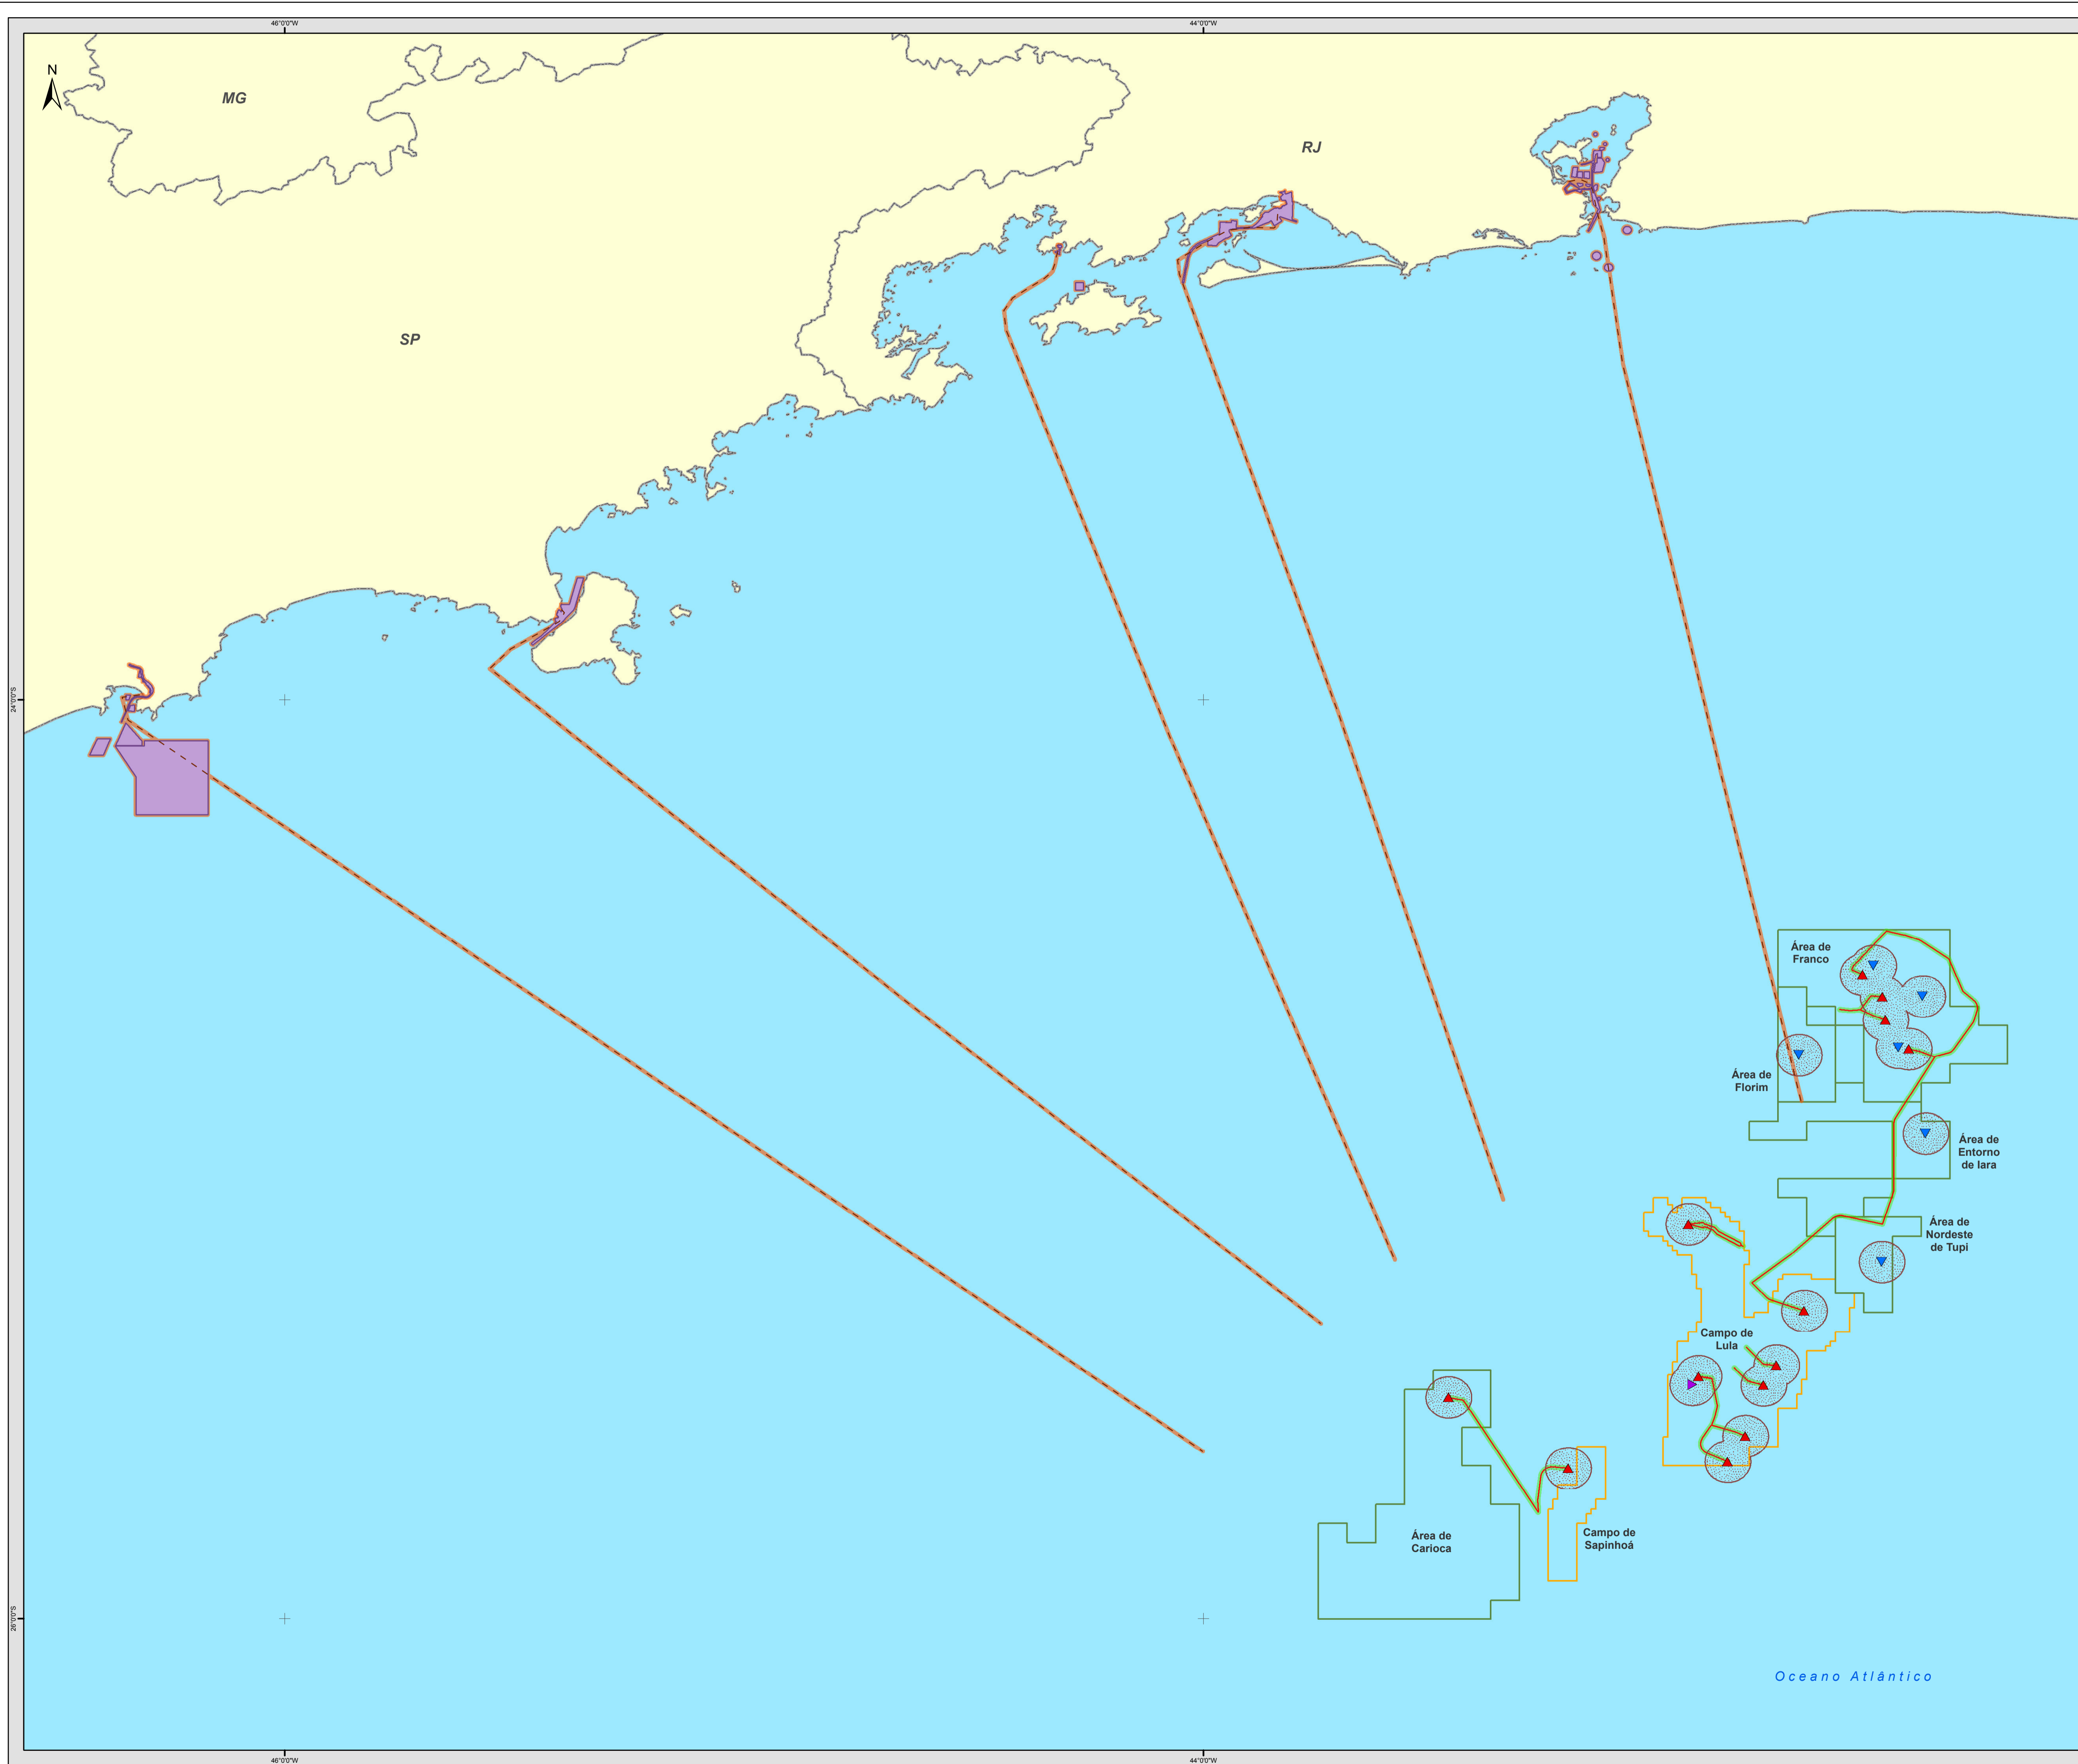 46°0'0"W
44°0'0"W
N
MG
RJ
SP
24°0'0"S
Área de
Franco
Área de
Florim
Área de
Entorno
de Iara
Área de
Nordeste
de Tupi
Campo de
Lula
Área de
Carioca
Campo de
Sapinhoá
26°0'0"S
Oceano Atlântico
46°0'0"W
44°0'0"W